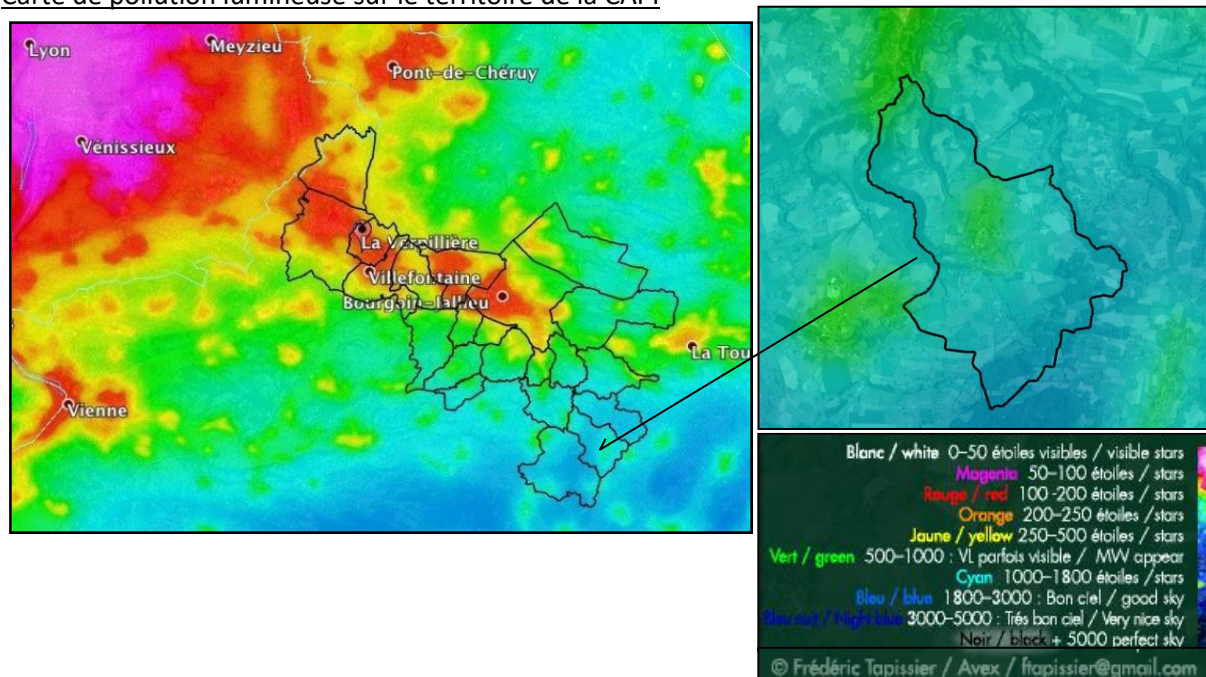 Carte de pollution lumineuse sur le territoire de la CAPI
Lyon
Meyzieu
Pont-de-Chéruy
Vénissieux
La Verpillière
Villefontaine
Bourgoin-Jallieu
La Tou
Vienne
Blanc / white 0–50 étoiles visibles / visible stars
Magenta 50–100 étoiles / stars
Rouge / red 100 -200 étoiles / stars
Orange 200–250 étoiles /stars
Jaune / yellow 250–500 étoiles / stars
Vert / green 500–1000 : VL parfois visible / MW appear
Cyan 1000–1800 étoiles /stars
Bleu / blue 1800–3000 : Bon ciel / good sky
Bleu nuit / Night blue 3000–5000 : Trés bon ciel / Very nice sky
Noir / black + 5000 perfect sky
© Frédéric Tapissier / Avex / ftapissier@gmail.com